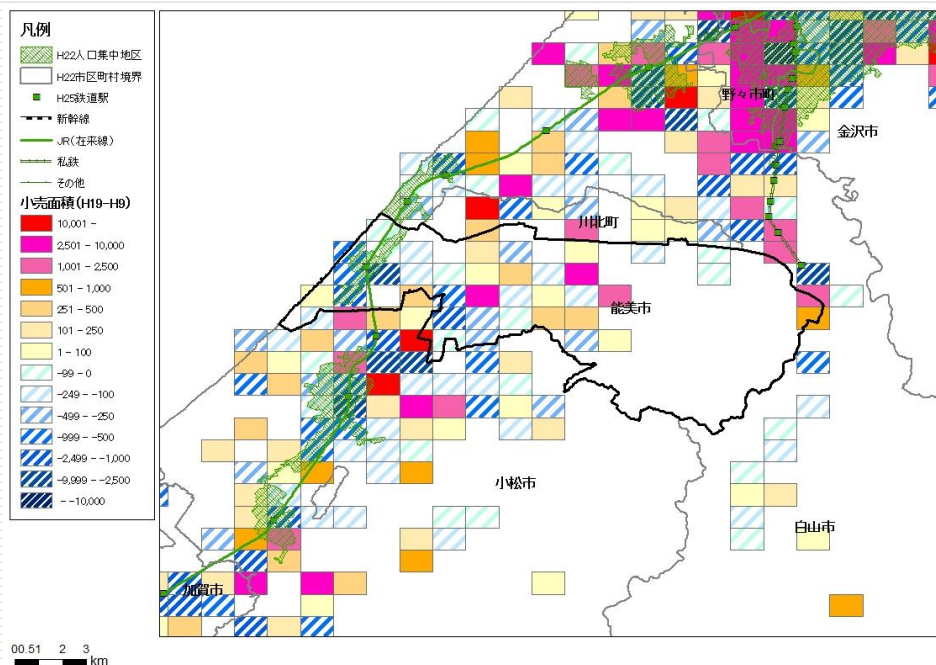 凡例
H22人口集中地区
H22市区町村境界
H25鉄道駅
新幹線
JR(在来線)
私鉄
その他
小売面積(H19-H9)
10,001 -
2,501 - 10,000
1,001 - 2,500
501 - 1,000
251 - 500
101 - 250
1 - 100
-99 - 0
-249 - -100
-499 - -250
-999 - -500
-2,499 - -1,000
-9,999 - -2,500
- -10,000
野々市町
金沢市
川北町
能美市
小松市
白山市
加賀市
00.51 2 3
km